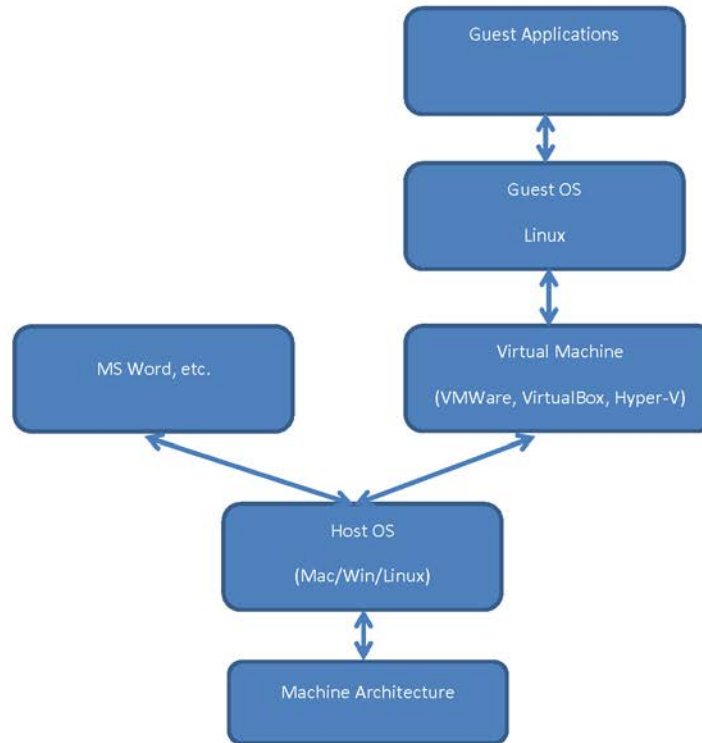 Guest Applications
Guest OS
Linux
MS Word, etc.
Virtual Machine
(VMWare, VirtualBox, Hyper-V)
Host OS
(Mac/Win/Linux)
Machine Architecture